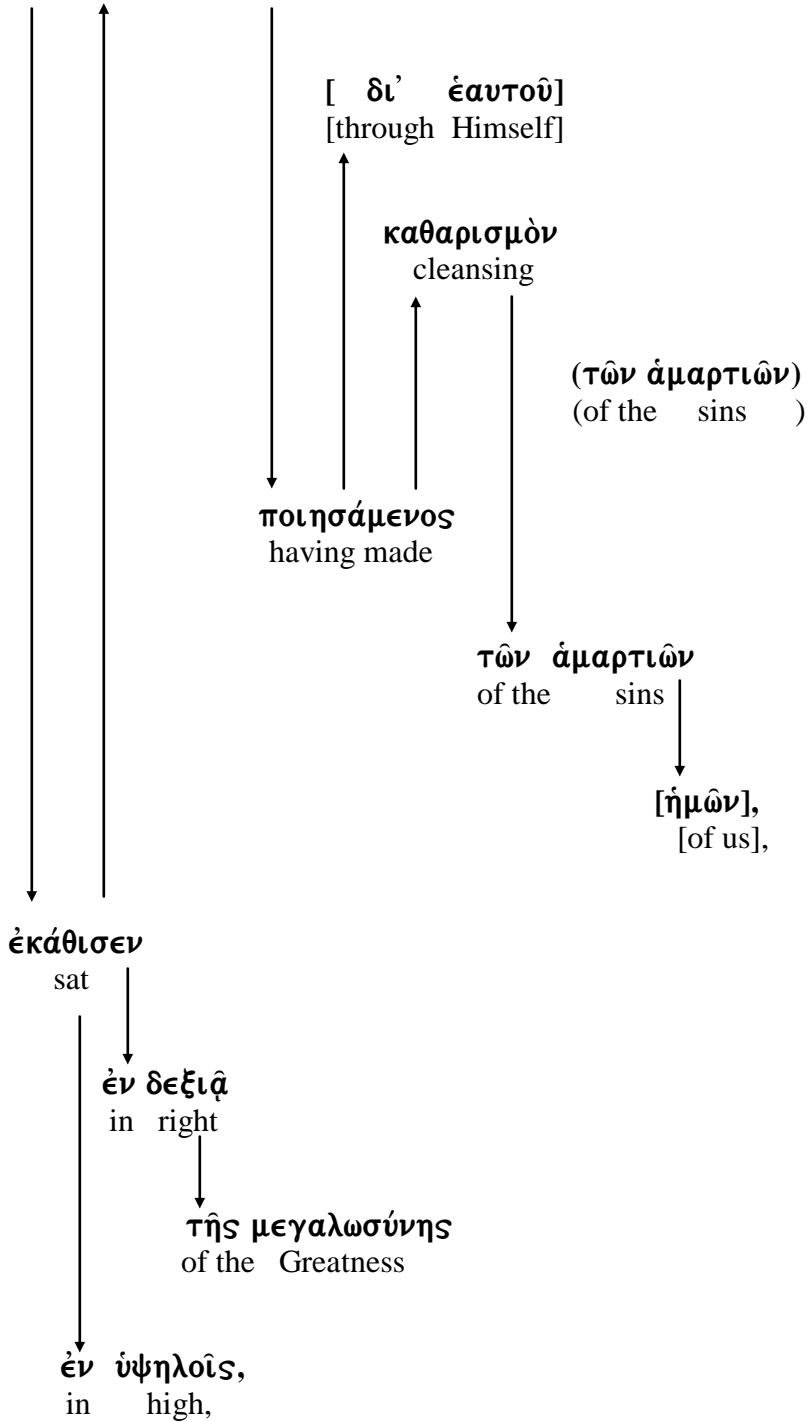 [ δι’ ἑαυτοῦ]
[through Himself]
καθαρισμὸν
cleansing
(τῶν ἁμαρτιῶν)
(of the sins )
ποιησάμενος
having made
τῶν ἁμαρτιῶν
of the sins
[ἡμῶν],
[of us],
ἐκάθισεν
sat
ἐν δεξιᾷ
in right
τῆς μεγαλωσύνης
of the Greatness
ἐν ὑψηλοῖς,
in high,